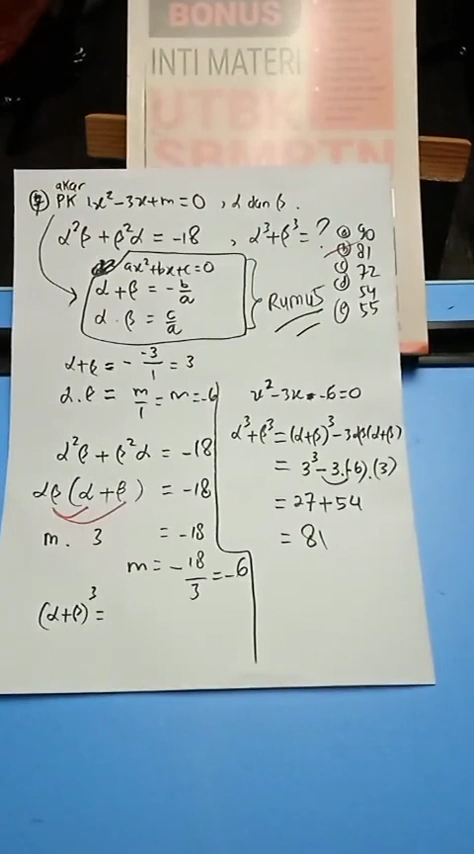 BONUS
INTI MATERI
UTBK
SBMPTN
akar
⑦ PK 1x²-3x+m=0 , α dan β.
α²β + β²α = -18 , α³+β³ = ?
ⓐ 90
ⓑ 81
ⓒ 72
ⓓ 54
ⓔ 55
ax²+bx+c=0
α + β = -b/a
α . β = c/a
Rumus
α+β = - -3/1 = 3
α.β = m/1 = m = -6
α²β + β²α = -18
αβ(α+β) = -18
m . 3 = -18
m = -18/3 = -6
(α+β)³ =
x²-3x-6=0
α³+β³=(α+β)³-3αβ(α+β)
= 3³-3.(-6).(3)
= 27+54
= 81